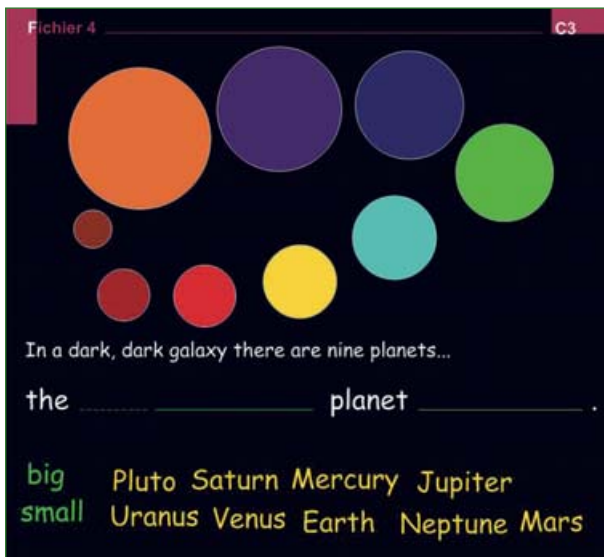 Fichier 4 C3
In a dark, dark galaxy there are nine planets...
the planet .
big Pluto Saturn Mercury Jupiter
small Uranus Venus Earth Neptune Mars